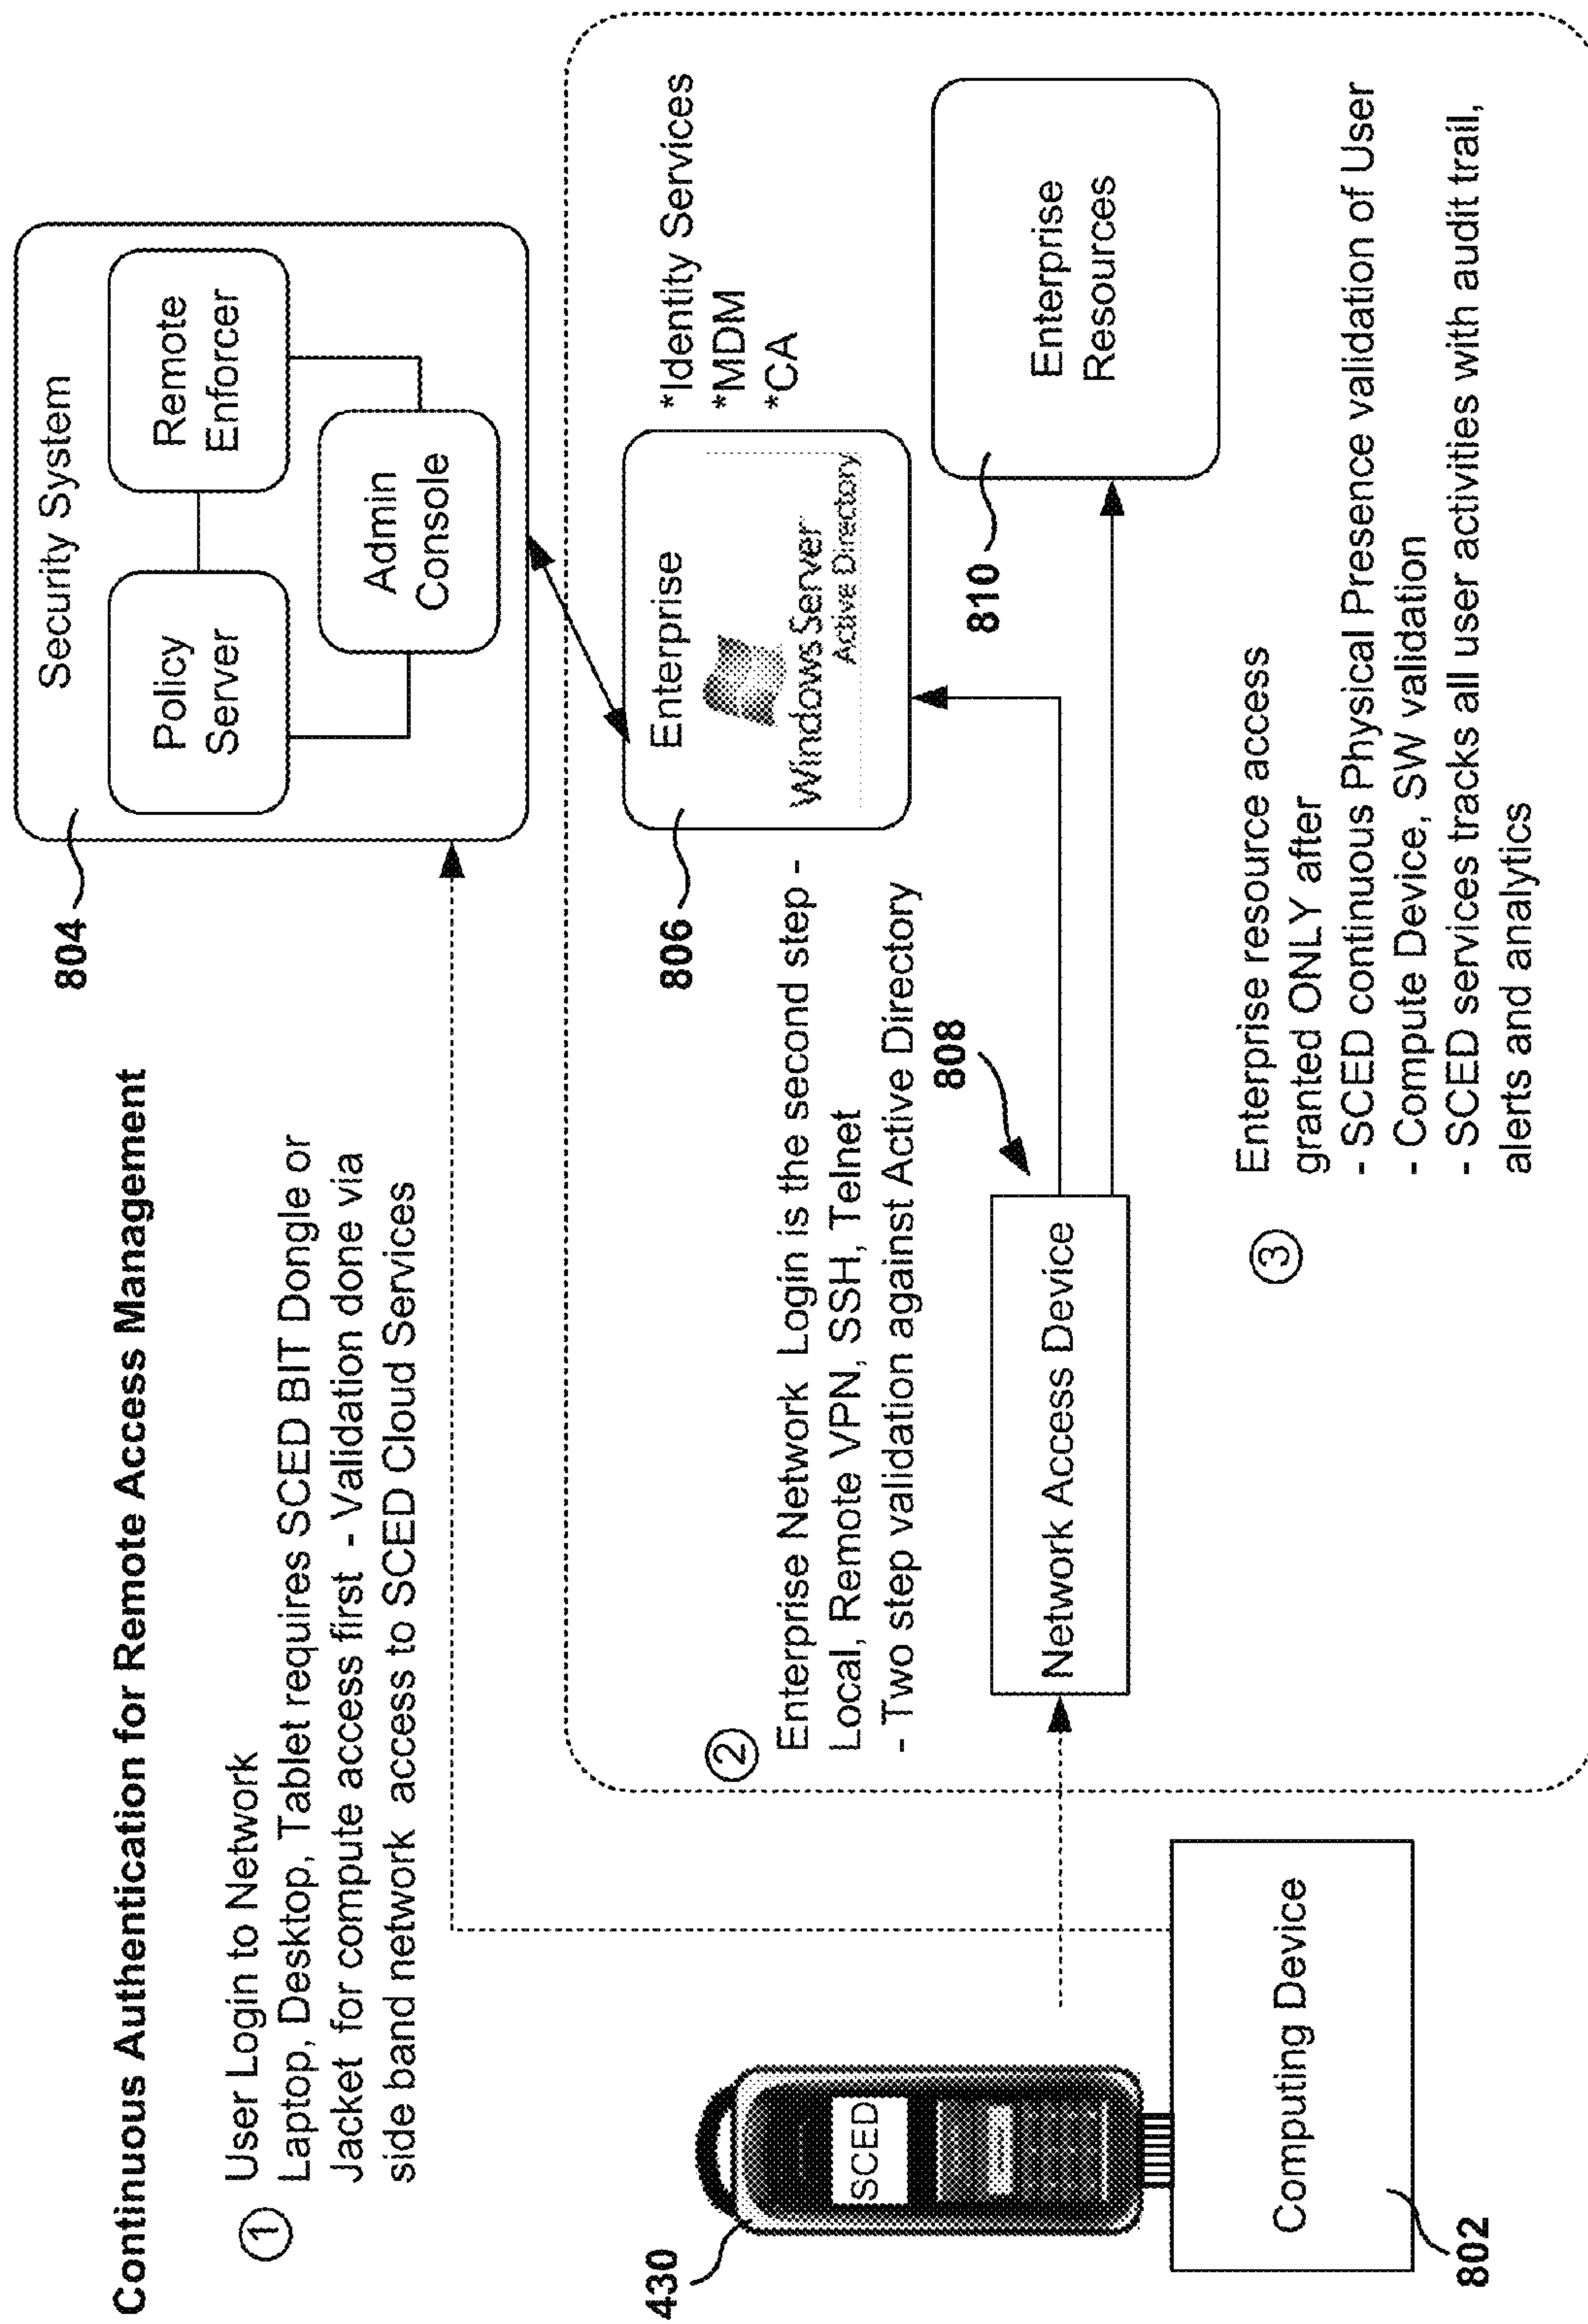 Continuous Authentication for Remote Access Management
1
User Login to Network
Laptop, Desktop, Tablet requires SCED BIT Dongle or
Jacket for compute access first - Validation done via
side band network access to SCED Cloud Services
804
Security System
Policy
Server
Remote
Enforcer
Admin
Console
2
Enterprise Network Login is the second step -
Local, Remote VPN, SSH, Telnet
- Two step validation against Active Directory
806
Enterprise
Windows Server
Active Directory
*Identity Services
*MDM
*CA
430
SCED
Computing Device
802
Network Access Device
808
810
Enterprise
Resources
3
Enterprise resource access
granted ONLY after
- SCED continuous Physical Presence validation of User
- Compute Device, SW validation
- SCED services tracks all user activities with audit trail,
alerts and analytics